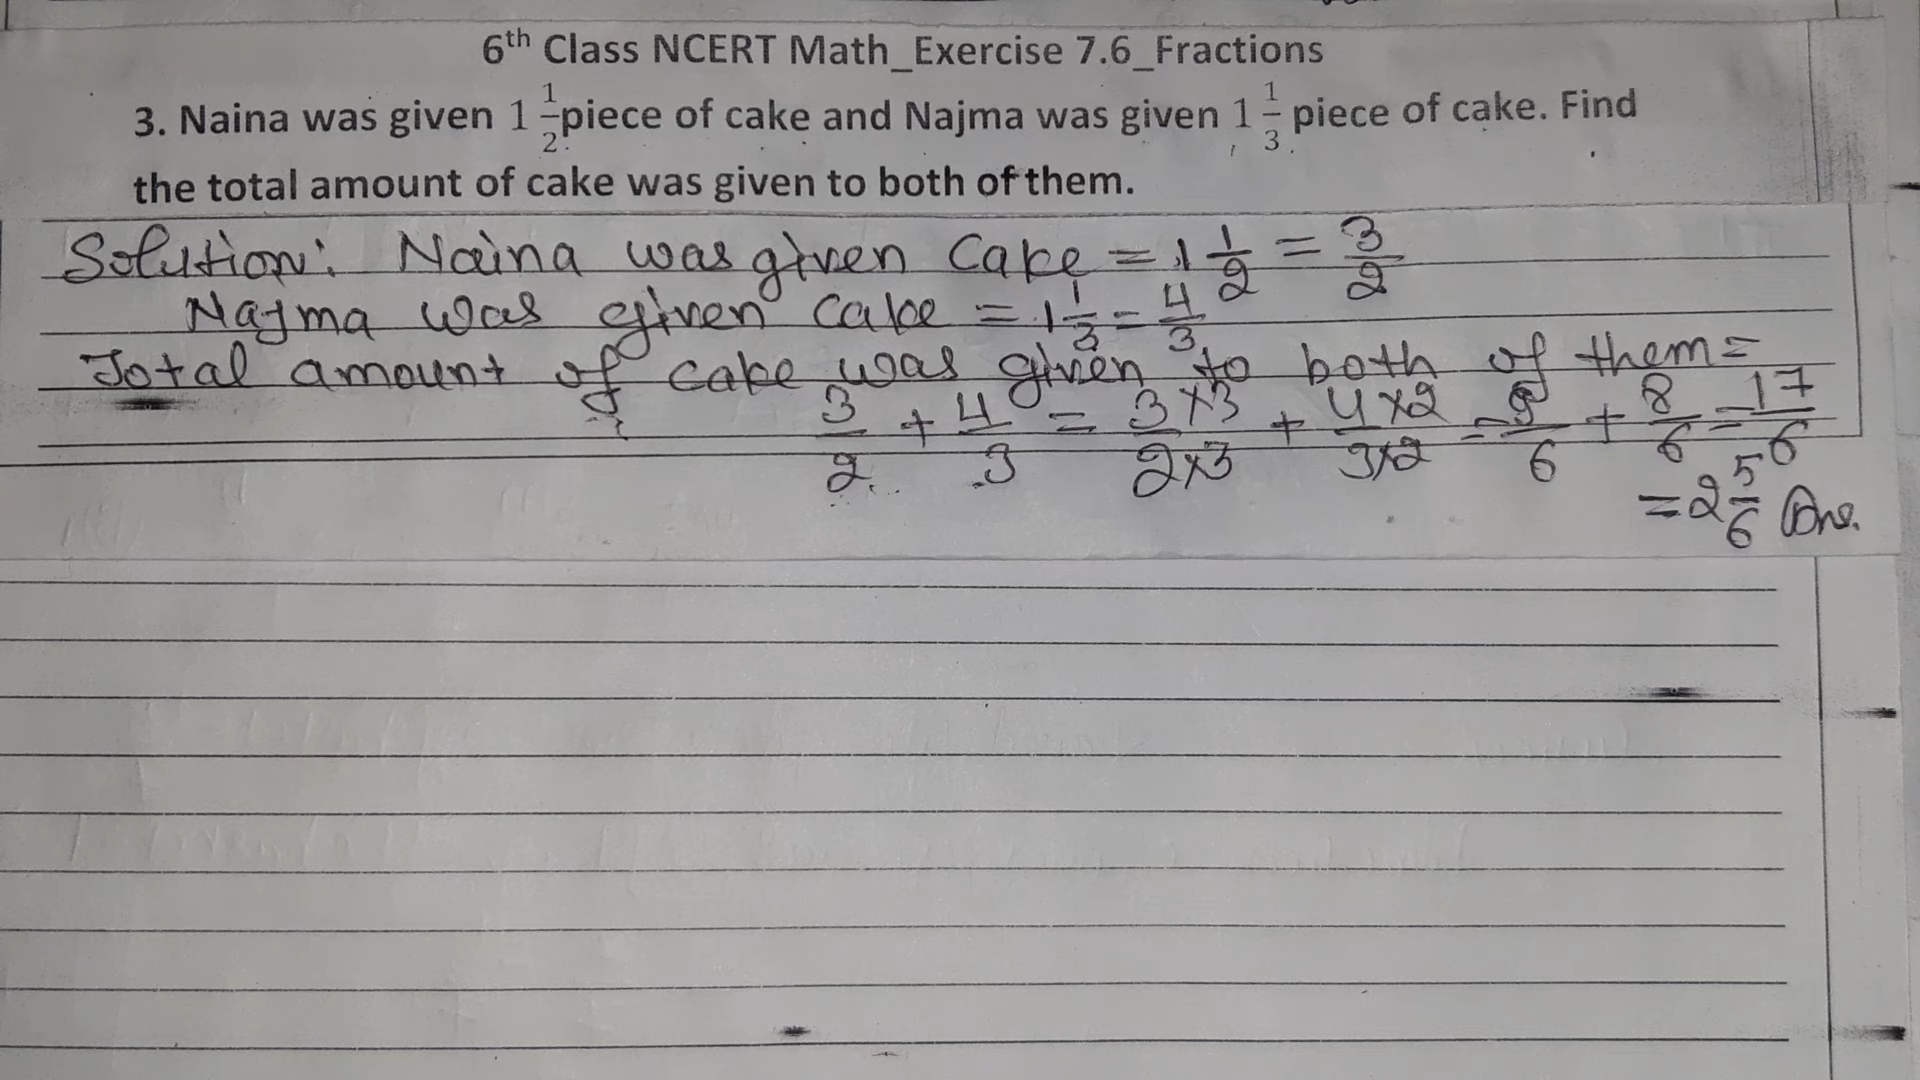 6th Class NCERT Math_Exercise 7.6_Fractions
3. Naina was given 1 1/2 piece of cake and Najma was given 1 1/3 piece of cake. Find
the total amount of cake was given to both of them.
Solution: Naina was given Cake = 1 1/2 = 3/2
Najma was given cake = 1 1/3 = 4/3
Total amount of cake was given to both of them =
3/2 + 4/3 = 3×3/2×3 + 4×2/3×2 = 9/6 + 8/6 = 17/6
= 2 5/6 Ans.